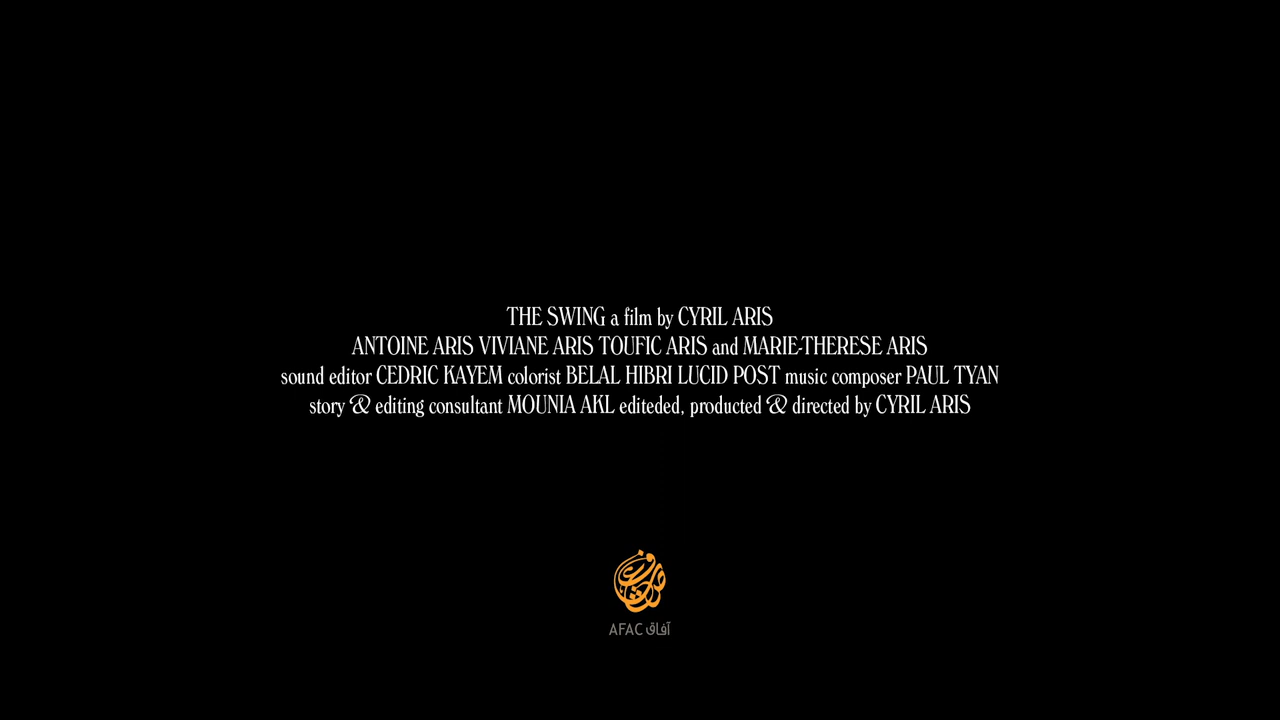 THE SWING a film by CYRIL ARIS
ANTOINE ARIS VIVIANE ARIS TOUFIC ARIS and MARIE-THERESE ARIS
sound editor CEDRIC KAYEM colorist BELAL HIBRI LUCID POST music composer PAUL TYAN
story & editing consultant MOUNIA AKL editeded, producted & directed by CYRIL ARIS
AFAC آفاق